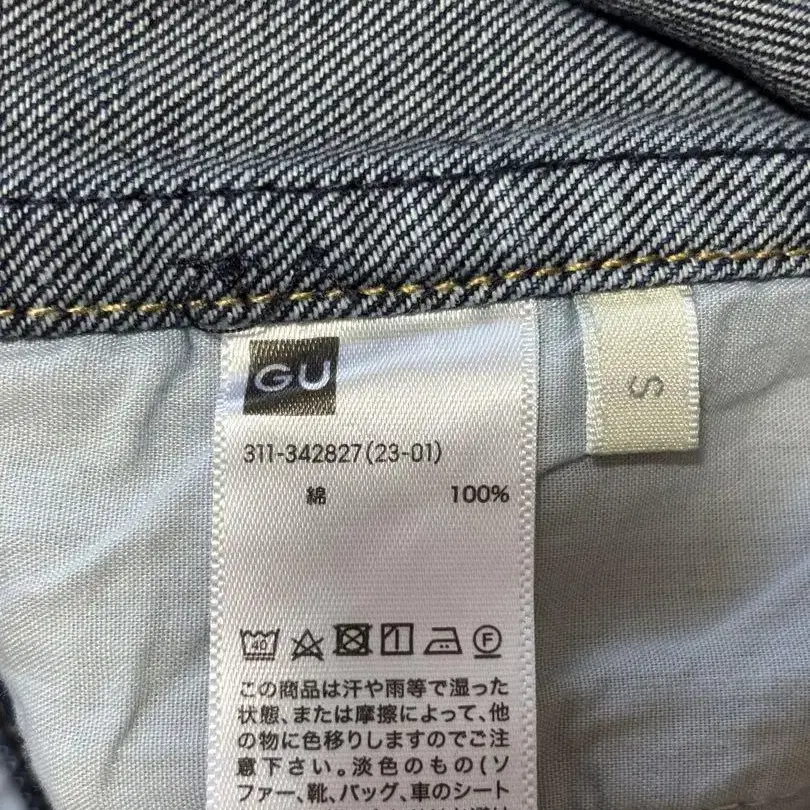 GU
S
311-342827(23-01)
綿 100%
40
F
この商品は汗や雨等で湿った
状態、または摩擦によって、他
の物に色移りしますのでご注
意下さい。淡色のもの(ソ
ファー、靴、バッグ、車のシート